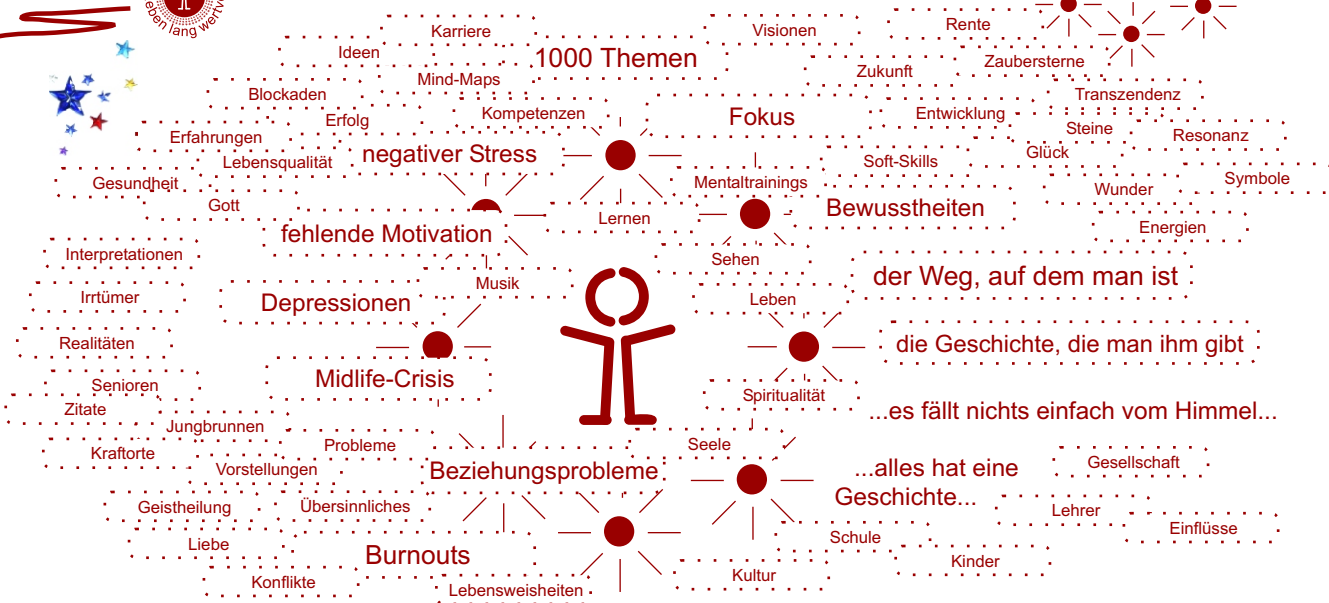 eben lang wertv
Karriere
Visionen
Rente
Ideen
1000 Themen
Zaubersterne
Mind-Maps
Zukunft
Blockaden
Transzendenz
Erfolg
Kompetenzen
Fokus
Entwicklung
Erfahrungen
Steine
Resonanz
Lebensqualität
negativer Stress
Soft-Skills
Glück
Gesundheit
Mentaltrainings
Wunder
Symbole
Gott
Lernen
Bewusstheiten
Energien
fehlende Motivation
Interpretationen
Sehen
der Weg, auf dem man ist
Musik
Irrtümer
Depressionen
Leben
Realitäten
die Geschichte, die man ihm gibt
Midlife-Crisis
Senioren
Spiritualität
Zitate
...es fällt nichts einfach vom Himmel...
Jungbrunnen
Kraftorte
Probleme
Seele
Vorstellungen
Beziehungsprobleme
...alles hat eine
Geschichte...
Gesellschaft
Geistheilung
Übersinnliches
Lehrer
Einflüsse
Liebe
Burnouts
Schule
Kinder
Konflikte
Lebensweisheiten
Kultur